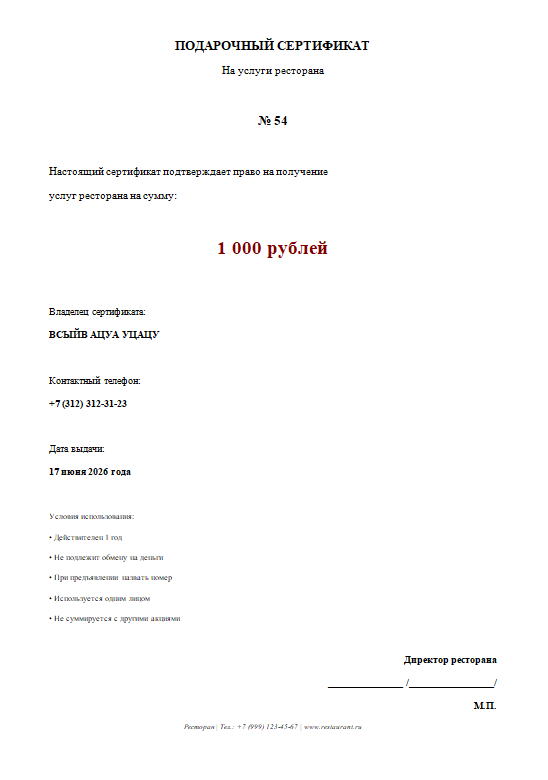 ПОДАРОЧНЫЙ СЕРТИФИКАТ
На услуги ресторана
№ 54
Настоящий сертификат подтверждает право на получение
услуг ресторана на сумму:
1 000 рублей
Владелец сертификата:
ВСЫЙВ АЦУА УЦАЦУ
Контактный телефон:
+7 (312) 312-31-23
Дата выдачи:
17 июня 2026 года
Условия использования:
• Действителен 1 год
• Не подлежит обмену на деньги
• При предъявлении назвать номер
• Используется одним лицом
• Не суммируется с другими акциями
Директор ресторана
_______________ /_________________/
М.П.
Ресторан | Тел.: +7 (999) 123-45-67 | www.restaurant.ru